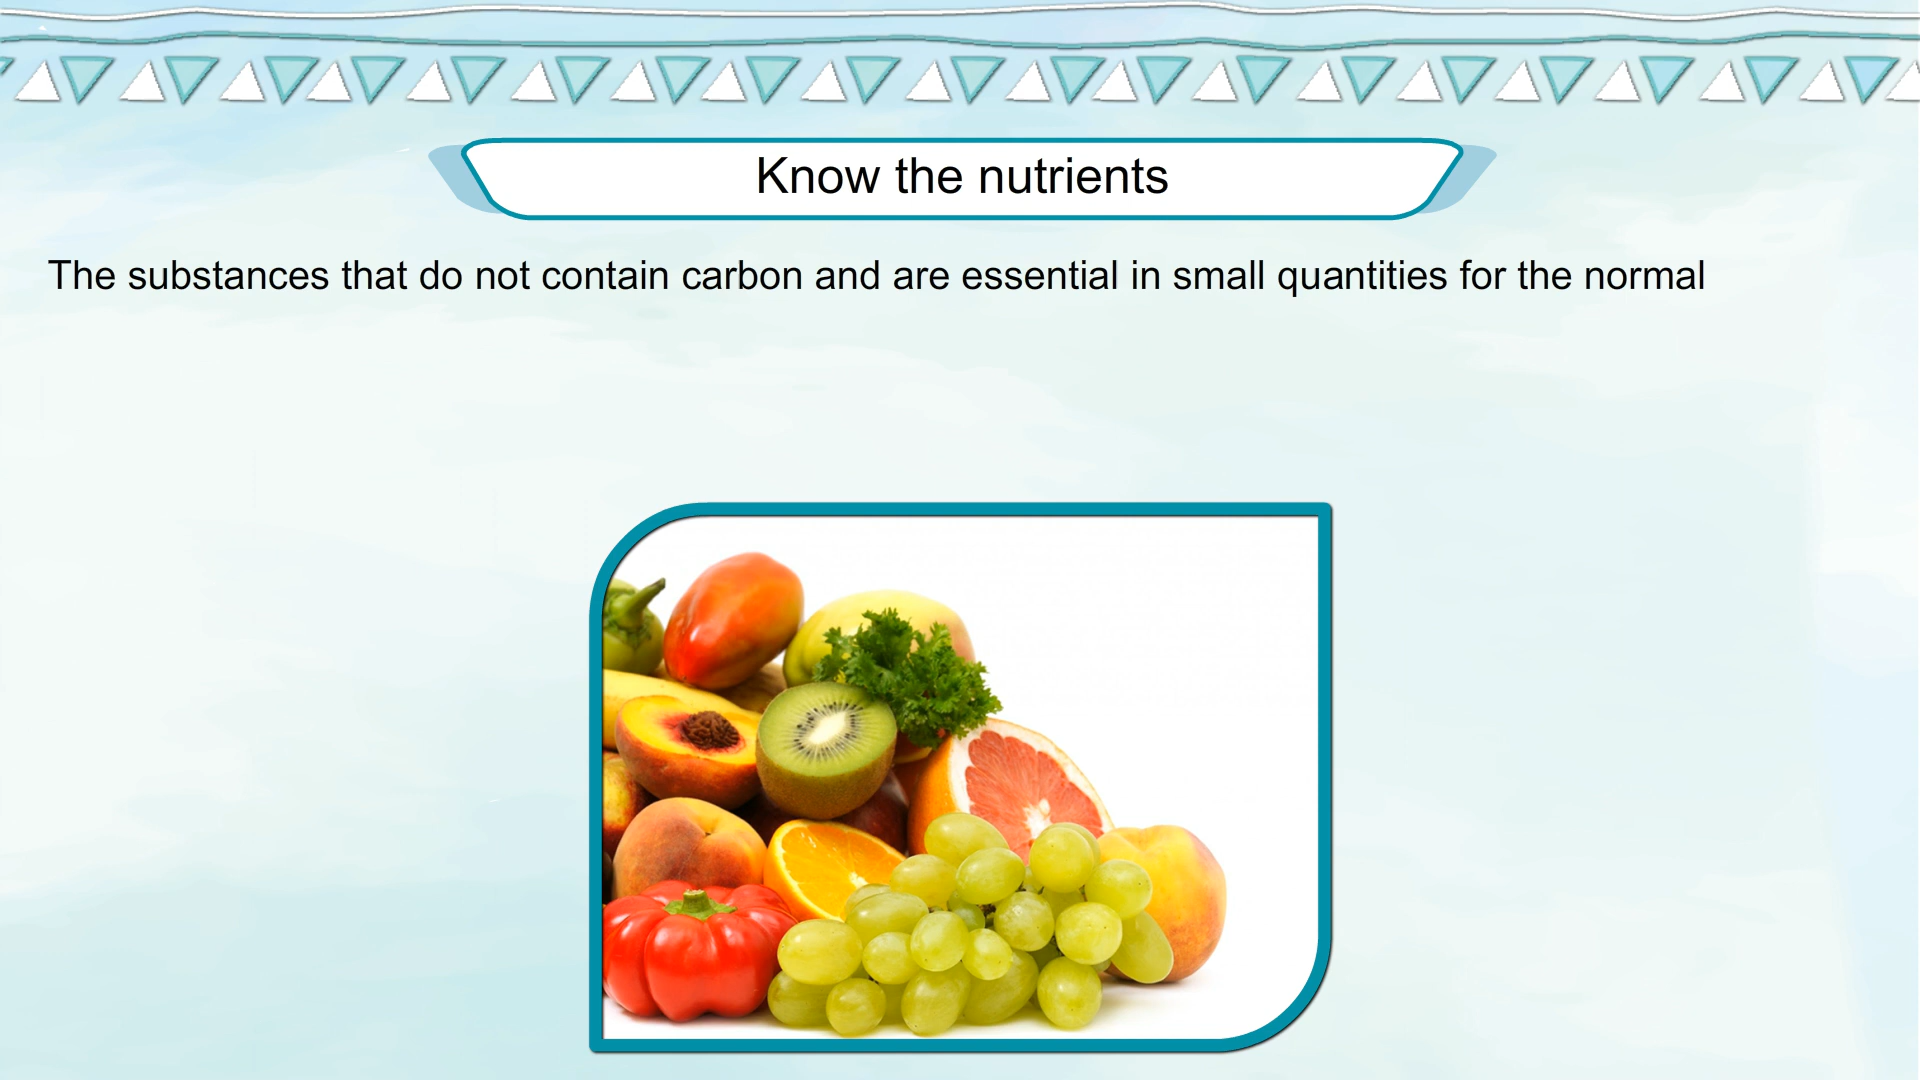 Know the nutrients
The substances that do not contain carbon and are essential in small quantities for the normal